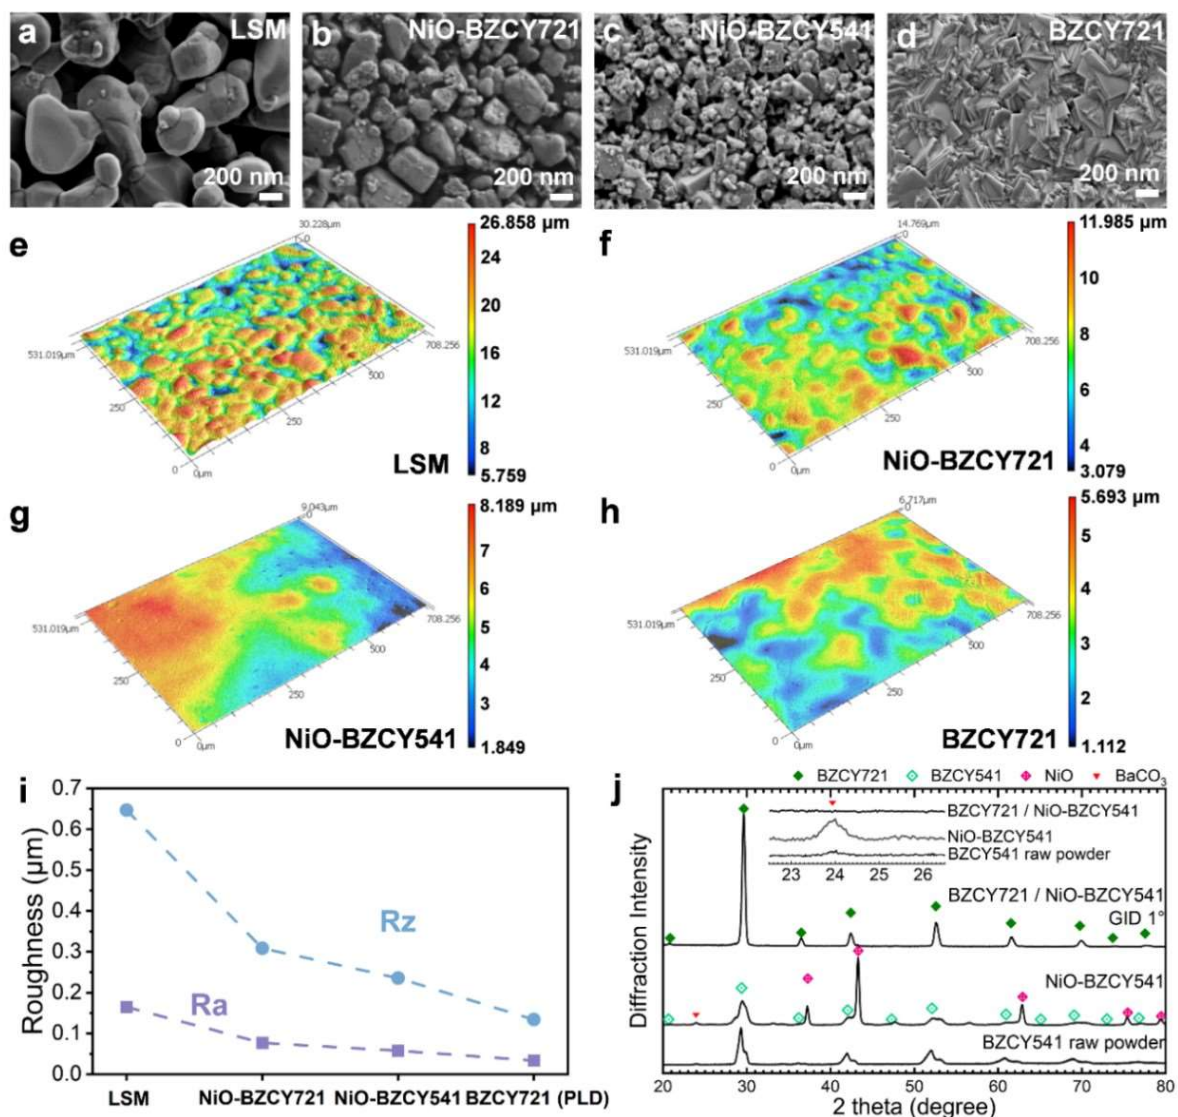 a LSM
200 nm
b NiO-BZCY721
200 nm
c NiO-BZCY541
200 nm
d BZCY721
200 nm
e
30.228μm
0
531.019μm
250
0
0μm
250
500
708.256
26.858 μm
24
20
16
12
8
5.759
LSM
f
14.769μm
0
531.019μm
250
0
0μm
250
500
708.256
11.985 μm
10
8
6
4
3.079
NiO-BZCY721
g
9.043μm
0
531.019μm
250
0
0μm
250
500
708.256
8.189 μm
7
6
5
4
3
1.849
NiO-BZCY541
h
6.717μm
0
531.019μm
250
0
0μm
250
500
708.256
5.693 μm
5
4
3
2
1.112
BZCY721
i
Roughness (μm)
0.7
0.6
0.5
0.4
0.3
0.2
0.1
0.0
Rz
Ra
LSM NiO-BZCY721 NiO-BZCY541 BZCY721 (PLD)
j
BZCY721 BZCY541 NiO BaCO3
Diffraction Intensity
BZCY721 / NiO-BZCY541
NiO-BZCY541
BZCY541 raw powder
23 24 25 26
BZCY721 / NiO-BZCY541
GID 1°
NiO-BZCY541
BZCY541 raw powder
20 30 40 50 60 70 80
2 theta (degree)